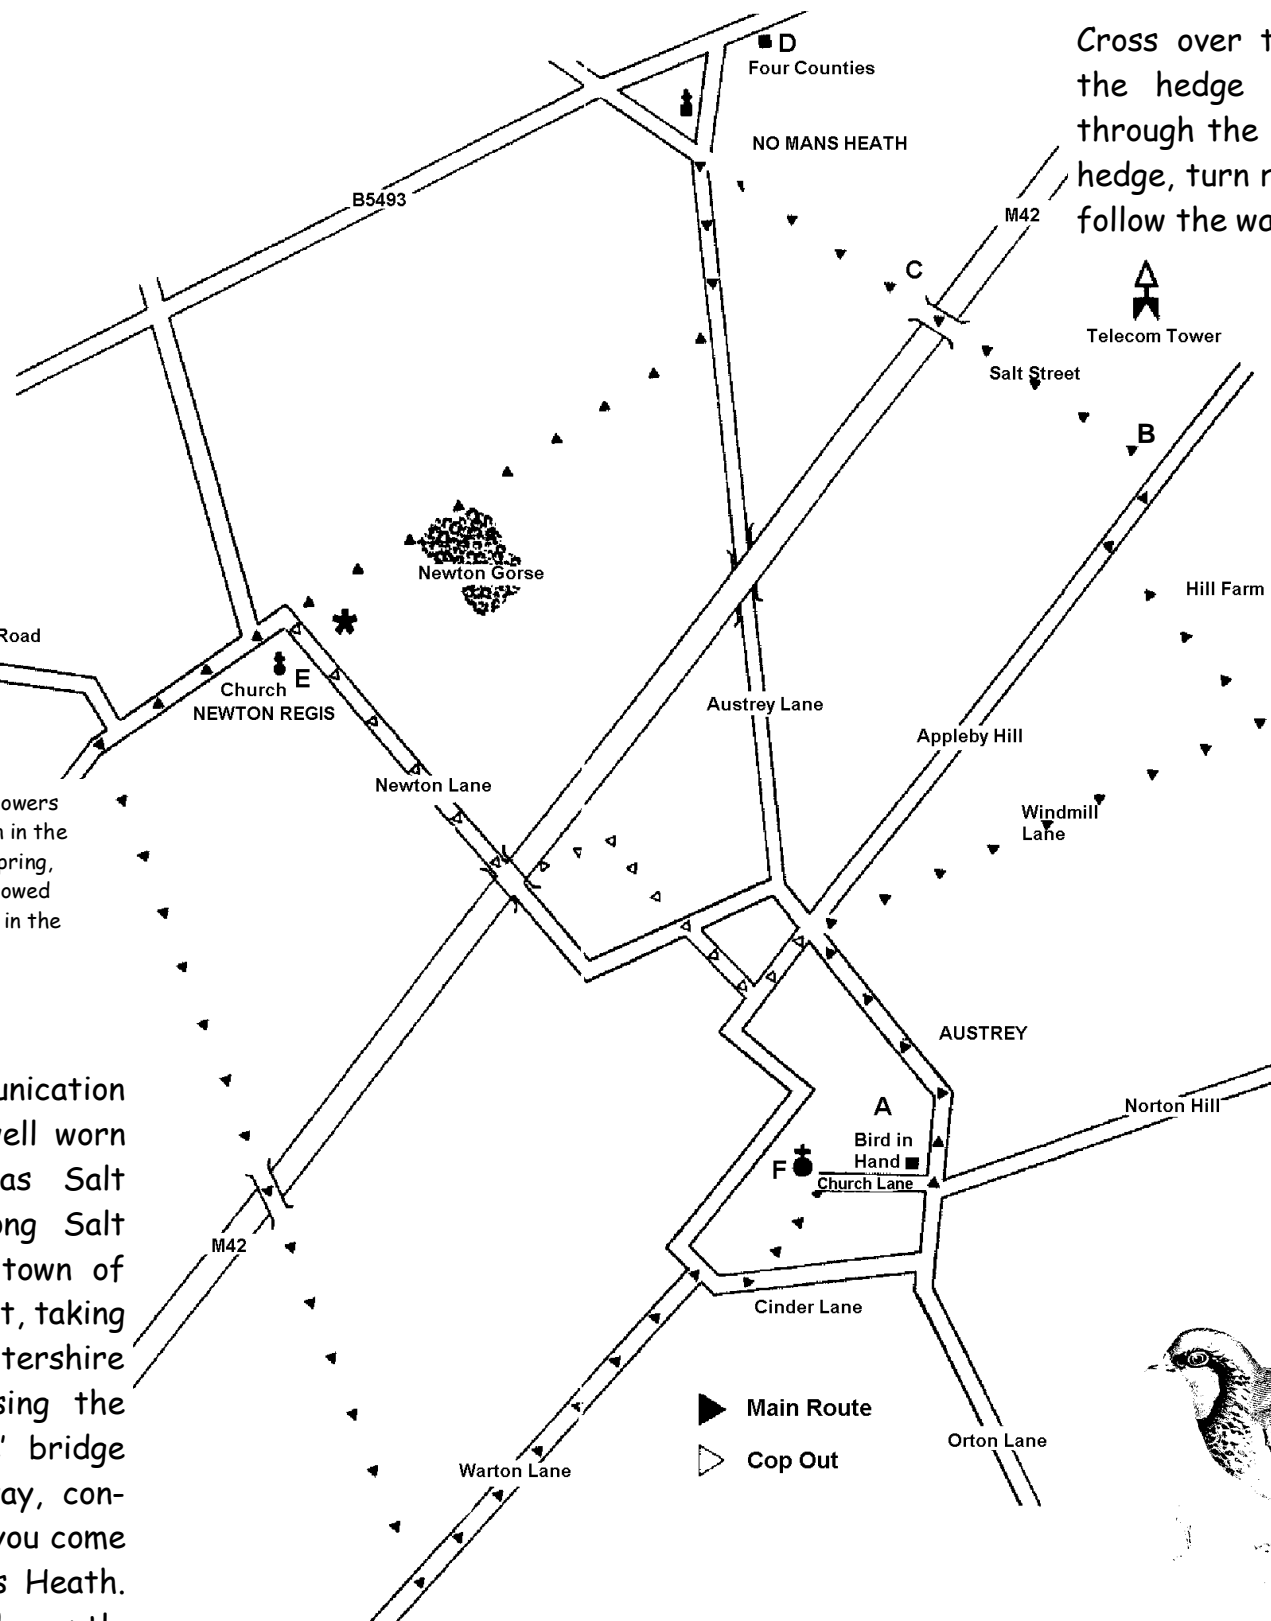 Cross over t
the hedge
through the
hedge, turn r
follow the wa
D
Four Counties
NO MANS HEATH
B5493
M42
C
Telecom Tower
Salt Street
B
Newton Gorse
Hill Farm
Road
Church E
NEWTON REGIS
Austrey Lane
Appleby Hill
Newton Lane
Windmill
Lane
owers
n in the
pring,
owed
in the
AUSTREY
A
Norton Hill
Bird in
Hand
F
Church Lane
M42
Cinder Lane
unication
vell worn
as Salt
ong Salt
town of
t, taking
tershire
sing the
' bridge
ay, con-
you come
s Heath.
Main Route
Cop Out
Orton Lane
Warton Lane